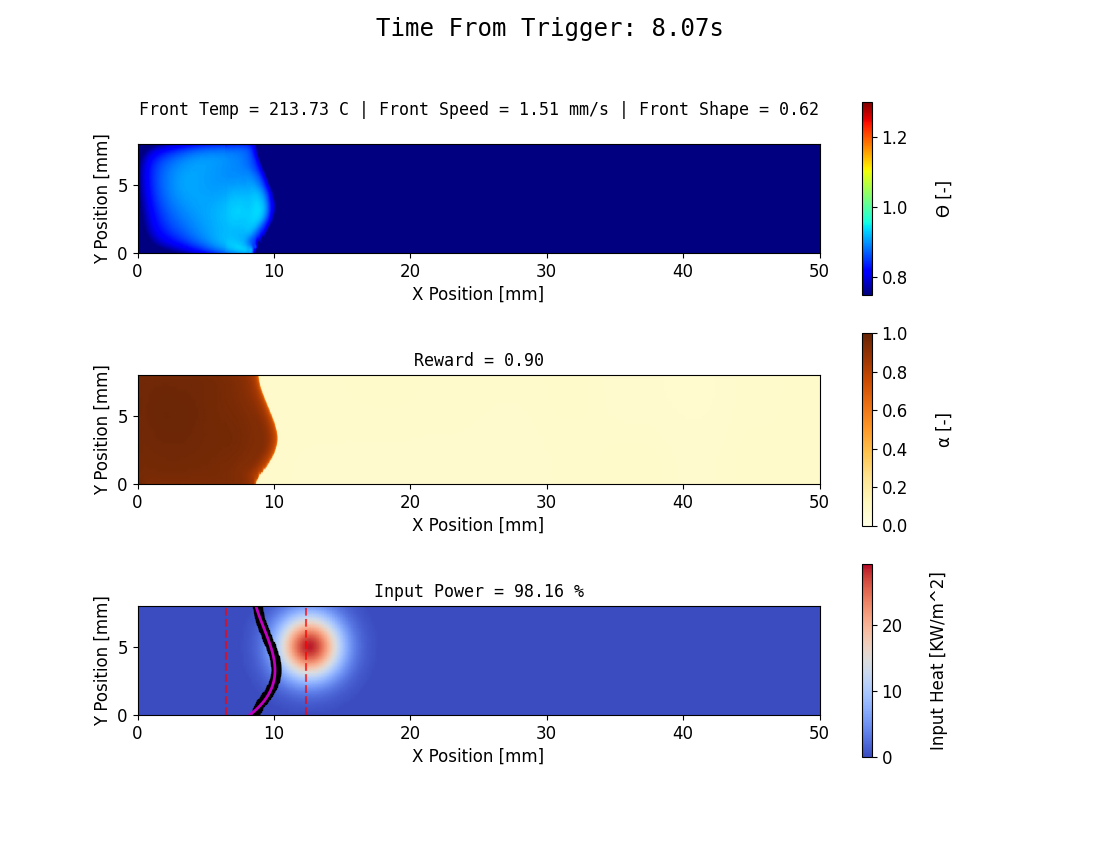 Time From Trigger: 8.07s
Front Temp = 213.73 C | Front Speed = 1.51 mm/s | Front Shape = 0.62
Y Position [mm]
5
0
0 10 20 30 40 50
X Position [mm]
1.2
1.0
0.8
Θ [-]
Reward = 0.90
Y Position [mm]
5
0
0 10 20 30 40 50
X Position [mm]
1.0
0.8
0.6
0.4
0.2
0.0
α [-]
Input Power = 98.16 %
Y Position [mm]
5
0
0 10 20 30 40 50
X Position [mm]
20
10
0
Input Heat [KW/m^2]